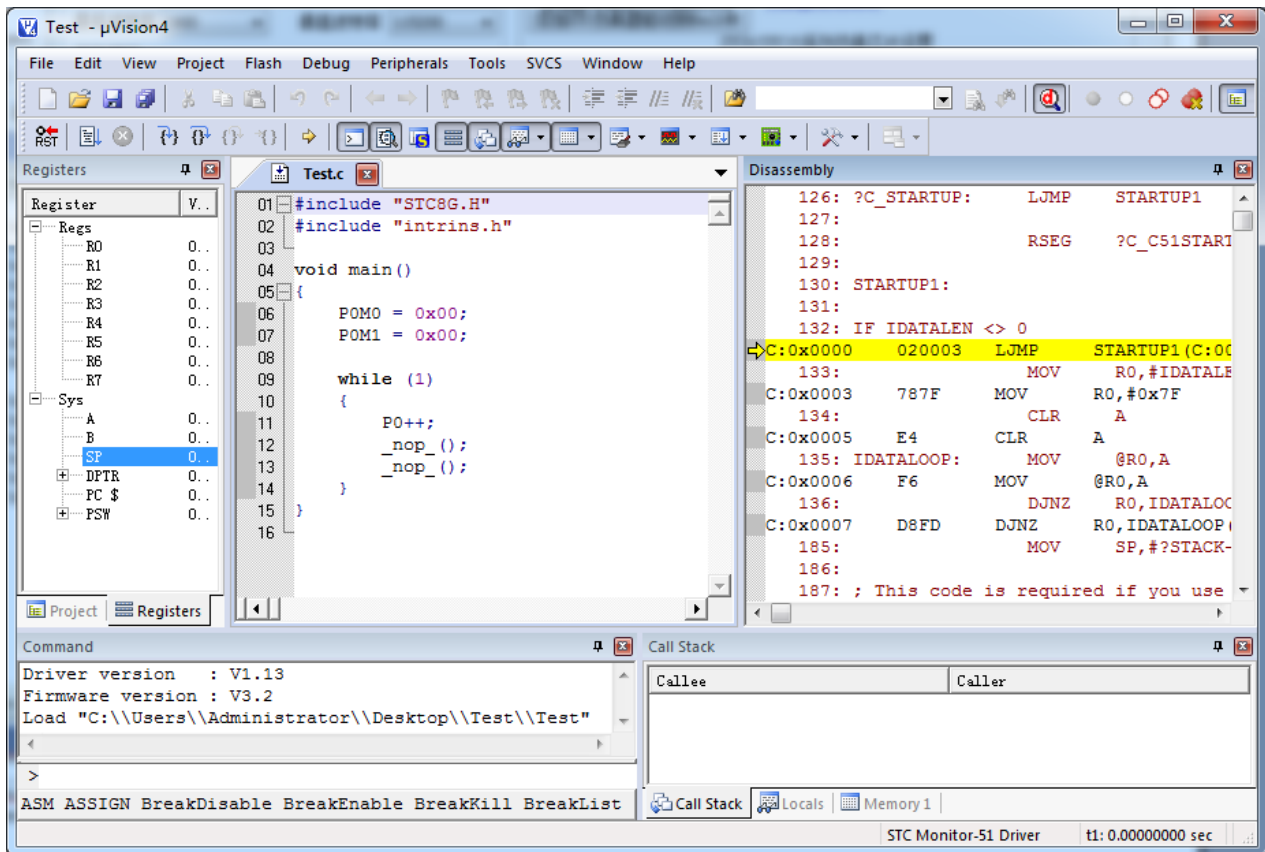 Test - µVision4
File Edit View Project Flash Debug Peripherals Tools SVCS Window Help
RST
Registers
Register V..
Regs
R0 0..
R1 0..
R2 0..
R3 0..
R4 0..
R5 0..
R6 0..
R7 0..
Sys
A 0..
B 0..
SP 0..
DPTR 0..
PC $ 0..
PSW 0..
Project Registers
Test.c
01 #include "STC8G.H"
02 #include "intrins.h"
03
04 void main()
05 {
06 P0M0 = 0x00;
07 P0M1 = 0x00;
08
09 while (1)
10 {
11 P0++;
12 _nop_();
13 _nop_();
14 }
15 }
16
Disassembly
126: ?C_STARTUP: LJMP STARTUP1
127:
128: RSEG ?C_C51START
129:
130: STARTUP1:
131:
132: IF IDATALEN <> 0
C:0x0000 020003 LJMP STARTUP1(C:00
133: MOV R0,#IDATALE
C:0x0003 787F MOV R0,#0x7F
134: CLR A
C:0x0005 E4 CLR A
135: IDATALOOP: MOV @R0,A
C:0x0006 F6 MOV @R0,A
136: DJNZ R0,IDATALOO
C:0x0007 D8FD DJNZ R0,IDATALOOP(
185: MOV SP,#?STACK-
186:
187: ; This code is required if you use
Command
Driver version : V1.13
Firmware version : V3.2
Load "C:\\Users\\Administrator\\Desktop\\Test\\Test"
>
ASM ASSIGN BreakDisable BreakEnable BreakKill BreakList
Call Stack
Callee Caller
Call Stack Locals Memory 1
STC Monitor-51 Driver t1: 0.00000000 sec